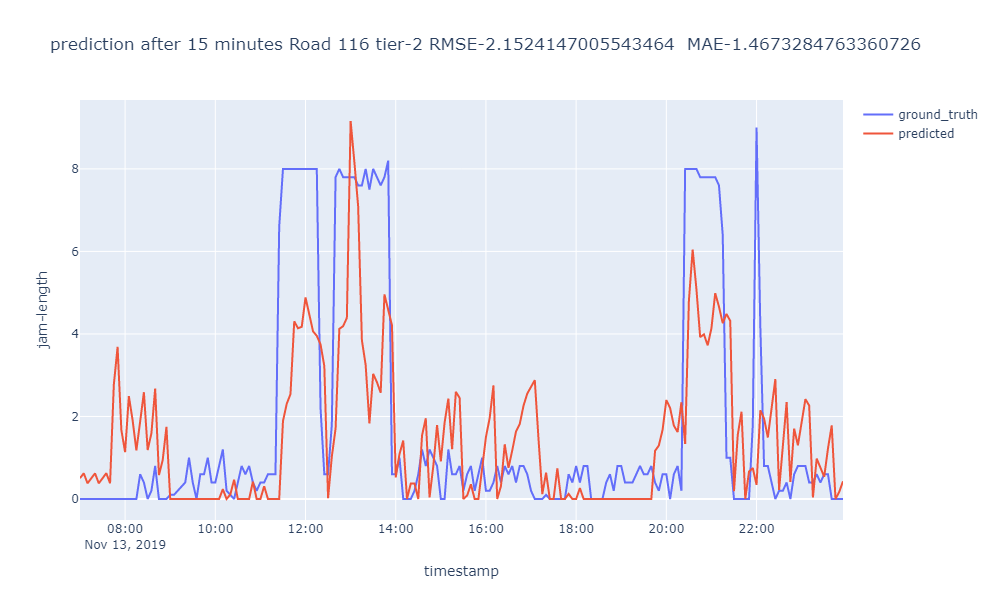 prediction after 15 minutes Road 116 tier-2 RMSE-2.1524147005543464  MAE-1.4673284763360726
ground_truth
predicted
8
6
4
2
0
jam-length
08:00 10:00 12:00 14:00 16:00 18:00 20:00 22:00
Nov 13, 2019
timestamp